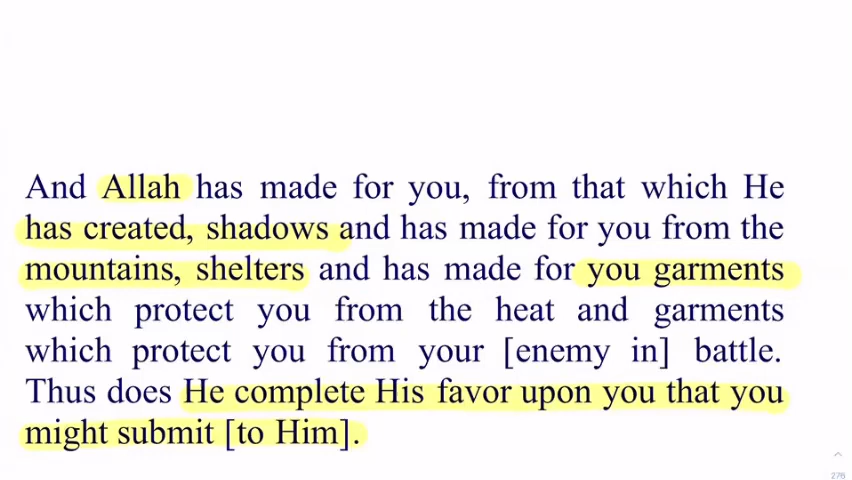 And Allah has made for you, from that which He
has created, shadows and has made for you from the
mountains, shelters and has made for you garments
which protect you from the heat and garments
which protect you from your [enemy in] battle.
Thus does He complete His favor upon you that you
might submit [to Him].
276